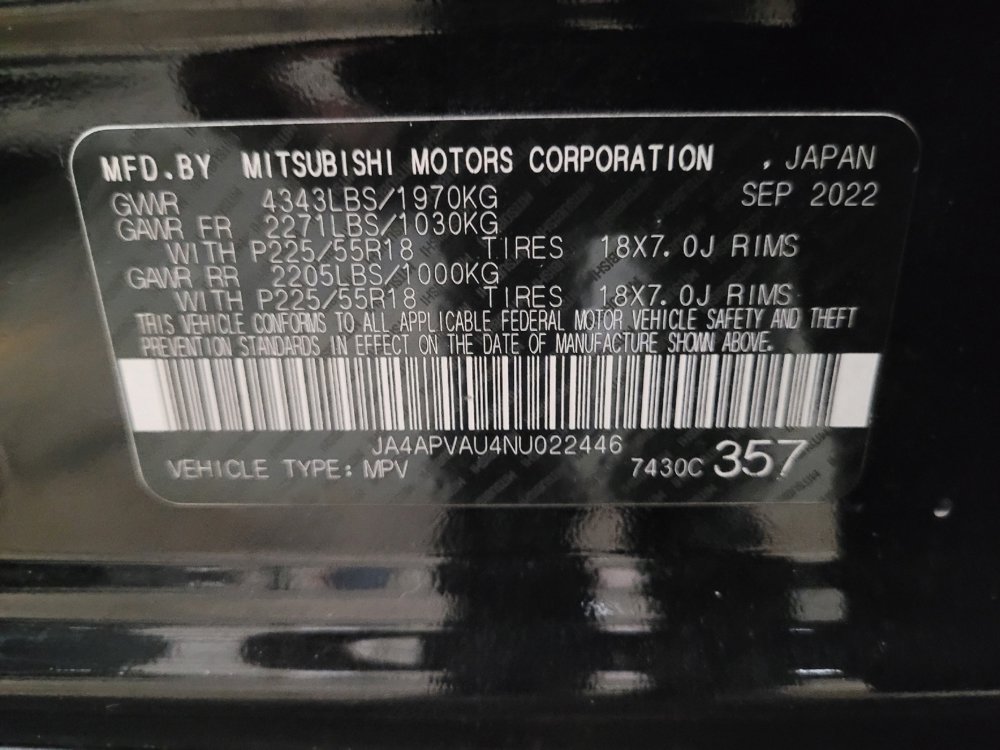 MFD.BY MITSUBISHI MOTORS CORPORATION , JAPAN
GVWR 4343LBS/1970KG SEP 2022
GAWR FR 2271LBS/1030KG
WITH P225/55R18 TIRES 18X7.0J RIMS
GAWR RR 2205LBS/1000KG
WITH P225/55R18 TIRES 18X7.0J RIMS
THIS VEHICLE CONFORMS TO ALL APPLICABLE FEDERAL MOTOR VEHICLE SAFETY AND THEFT
PREVENTION STANDARDS IN EFFECT ON THE DATE OF MANUFACTURE SHOWN ABOVE.
JA4APVAU4NU022446
VEHICLE TYPE: MPV 7430C 357